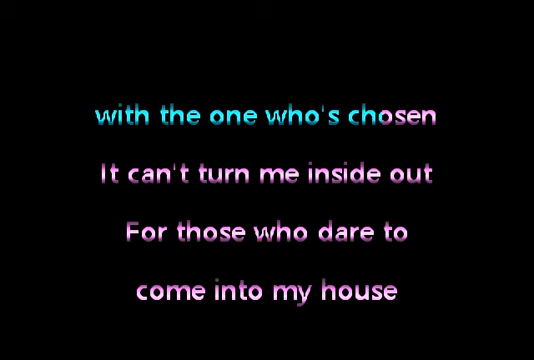 with the one who's chosen
It can't turn me inside out
For those who dare to
come into my house